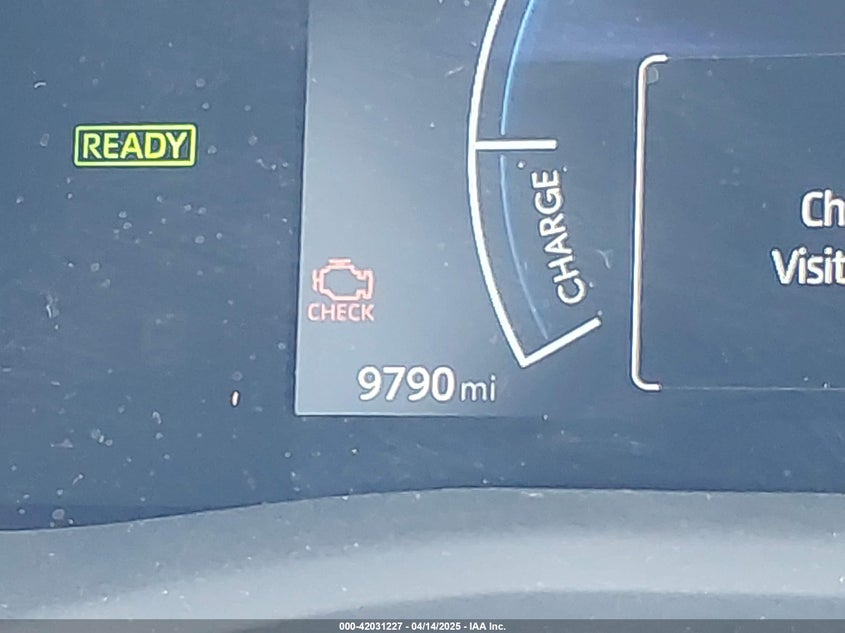 READY
CHARGE
Ch
Visit
CHECK
9790 mi
000-42031227 - 04/14/2025 - IAA Inc.